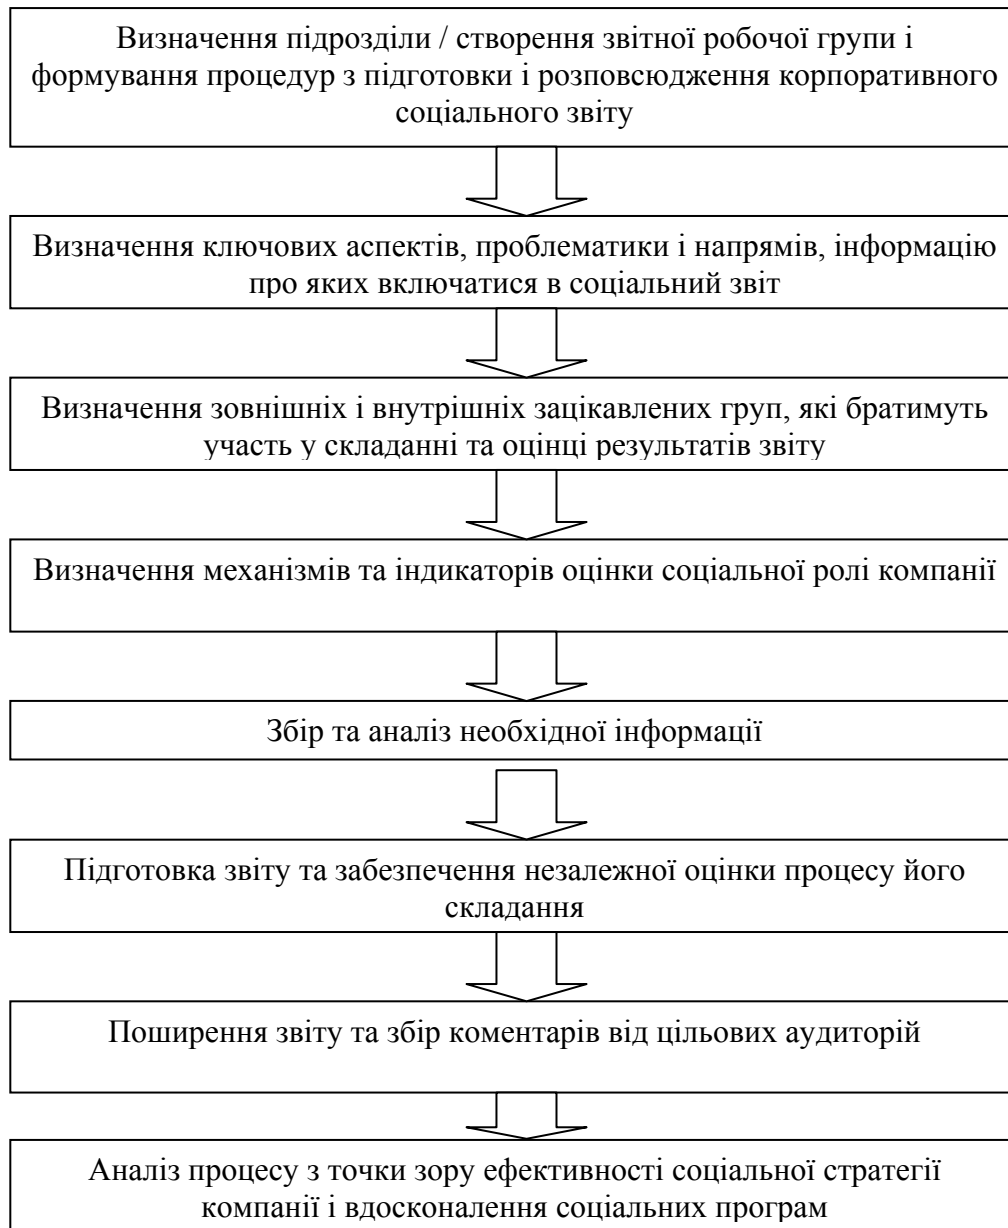 Визначення підрозділи / створення звітної робочої групи і
формування процедур з підготовки і розповсюдження корпоративного
соціального звіту
Визначення ключових аспектів, проблематики і напрямів, інформацію
про яких включатися в соціальний звіт
Визначення зовнішніх і внутрішніх зацікавлених груп, які братимуть
участь у складанні та оцінці результатів звіту
Визначення механізмів та індикаторів оцінки соціальної ролі компанії
Збір та аналіз необхідної інформації
Підготовка звіту та забезпечення незалежної оцінки процесу його
складання
Поширення звіту та збір коментарів від цільових аудиторій
Аналіз процесу з точки зору ефективності соціальної стратегії
компанії і вдосконалення соціальних програм